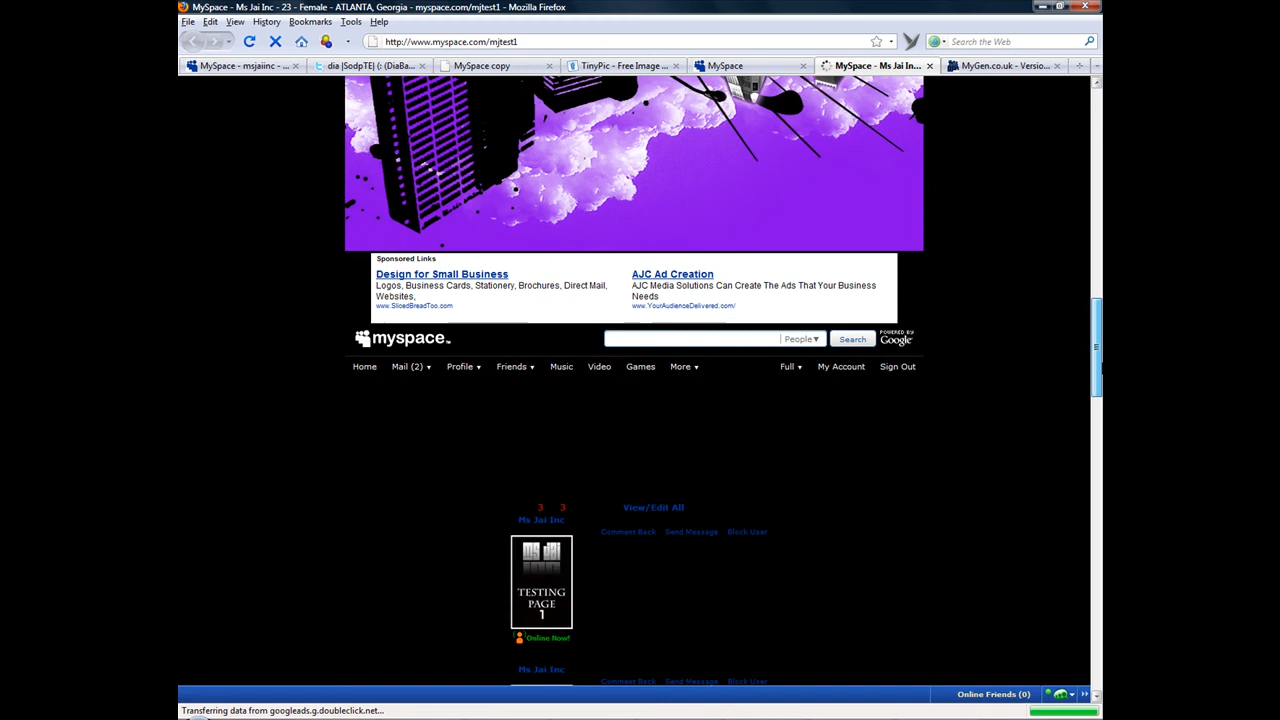 MySpace - Ms Jai Inc - 23 - Female - ATLANTA, Georgia - myspace.com/mjtest1 - Mozilla Firefox
File Edit View History Bookmarks Tools Help
http://www.myspace.com/mjtest1 Search the Web
MySpace - msjaiinc - ... dia |SodpTE| (: (DiaBa... MySpace copy TinyPic - Free Image ... MySpace MySpace - Ms Jai In... MyGen.co.uk - Versio...
Sponsored Links
Design for Small Business AJC Ad Creation
Logos, Business Cards, Stationery, Brochures, Direct Mail, AJC Media Solutions Can Create The Ads That Your Business
Websites, Needs
www.SlicedBreadToo.com www.YourAudienceDelivered.com/
myspace. People Search POWERED BY Google
Home Mail (2) Profile Friends Music Video Games More Full My Account Sign Out
3 3 View/Edit All
Ms Jai Inc
Comment Back Send Message Block User
ms jai
inc
TESTING
PAGE
1
Online Now!
Ms Jai Inc
Comment Back Send Message Block User
Online Friends (0)
Transferring data from googleads.g.doubleclick.net...